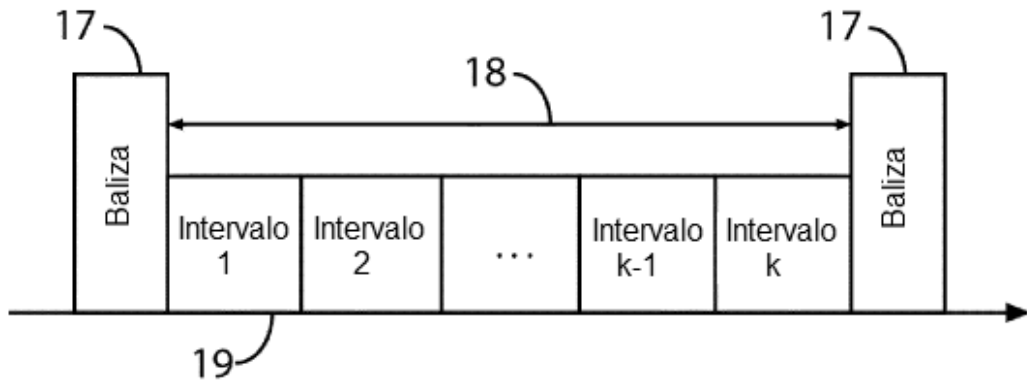 17
17
18
Baliza
Intervalo
1
Intervalo
2
...
Intervalo
k-1
Intervalo
k
Baliza
19